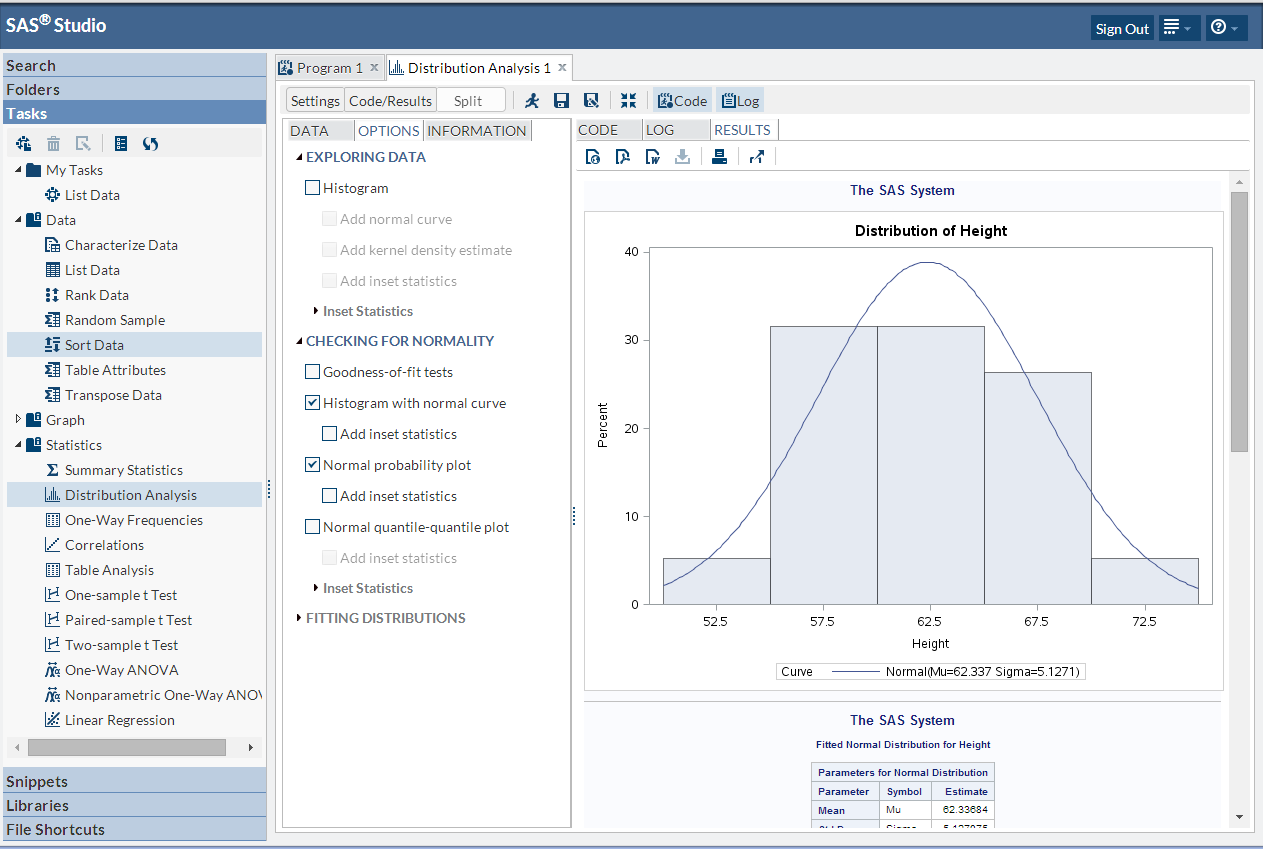 SAS® Studio
Sign Out
Search
Folders
Tasks
My Tasks
List Data
Data
Characterize Data
List Data
Rank Data
Random Sample
Sort Data
Table Attributes
Transpose Data
Graph
Statistics
Summary Statistics
Distribution Analysis
One-Way Frequencies
Correlations
Table Analysis
One-sample t Test
Paired-sample t Test
Two-sample t Test
One-Way ANOVA
Nonparametric One-Way ANOV
Linear Regression
Snippets
Libraries
File Shortcuts
Program 1
Distribution Analysis 1
Settings Code/Results Split
Code Log
DATA OPTIONS INFORMATION
EXPLORING DATA
Histogram
Add normal curve
Add kernel density estimate
Add inset statistics
Inset Statistics
CHECKING FOR NORMALITY
Goodness-of-fit tests
Histogram with normal curve
Add inset statistics
Normal probability plot
Add inset statistics
Normal quantile-quantile plot
Add inset statistics
Inset Statistics
FITTING DISTRIBUTIONS
CODE LOG RESULTS
The SAS System
Distribution of Height
40
30
20
10
0
Percent
52.5 57.5 62.5 67.5 72.5
Height
Curve Normal(Mu=62.337 Sigma=5.1271)
The SAS System
Fitted Normal Distribution for Height
Parameters for Normal Distribution
Parameter Symbol Estimate
Mean Mu 62.33684